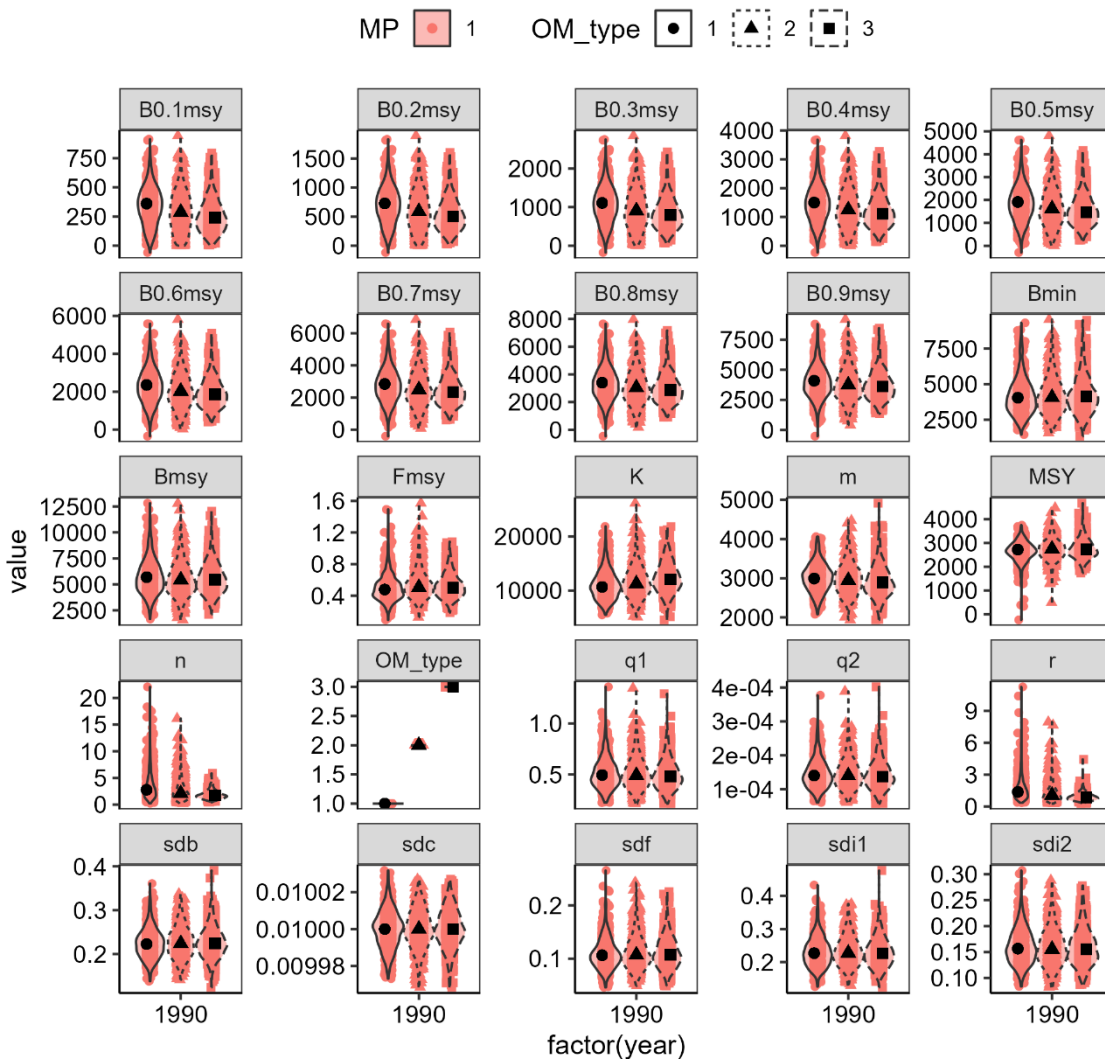 MP 1 OM_type 1 2 3
B0.1msy B0.2msy B0.3msy B0.4msy B0.5msy
750 500 250 0
1500 1000 500 0
2000 1000 0
4000 3000 2000 1000 0
5000 4000 3000 2000 1000 0
B0.6msy B0.7msy B0.8msy B0.9msy Bmin
6000 4000 2000 0
6000 4000 2000 0
8000 6000 4000 2000 0
7500 5000 2500 0
7500 5000 2500
Bmsy Fmsy K m MSY
12500 10000 7500 5000 2500
1.6 1.2 0.8 0.4
20000 10000
5000 4000 3000 2000
4000 3000 2000 1000 0
n OM_type q1 q2 r
20 15 10 5 0
3.0 2.5 2.0 1.5 1.0
1.0 0.5
4e-04 3e-04 2e-04 1e-04
9 6 3 0
sdb sdc sdf sdi1 sdi2
0.4 0.3 0.2
0.01002 0.01000 0.00998
0.2 0.1
0.4 0.3 0.2
0.30 0.25 0.20 0.15 0.10
1990 1990 1990 1990 1990
value
factor(year)